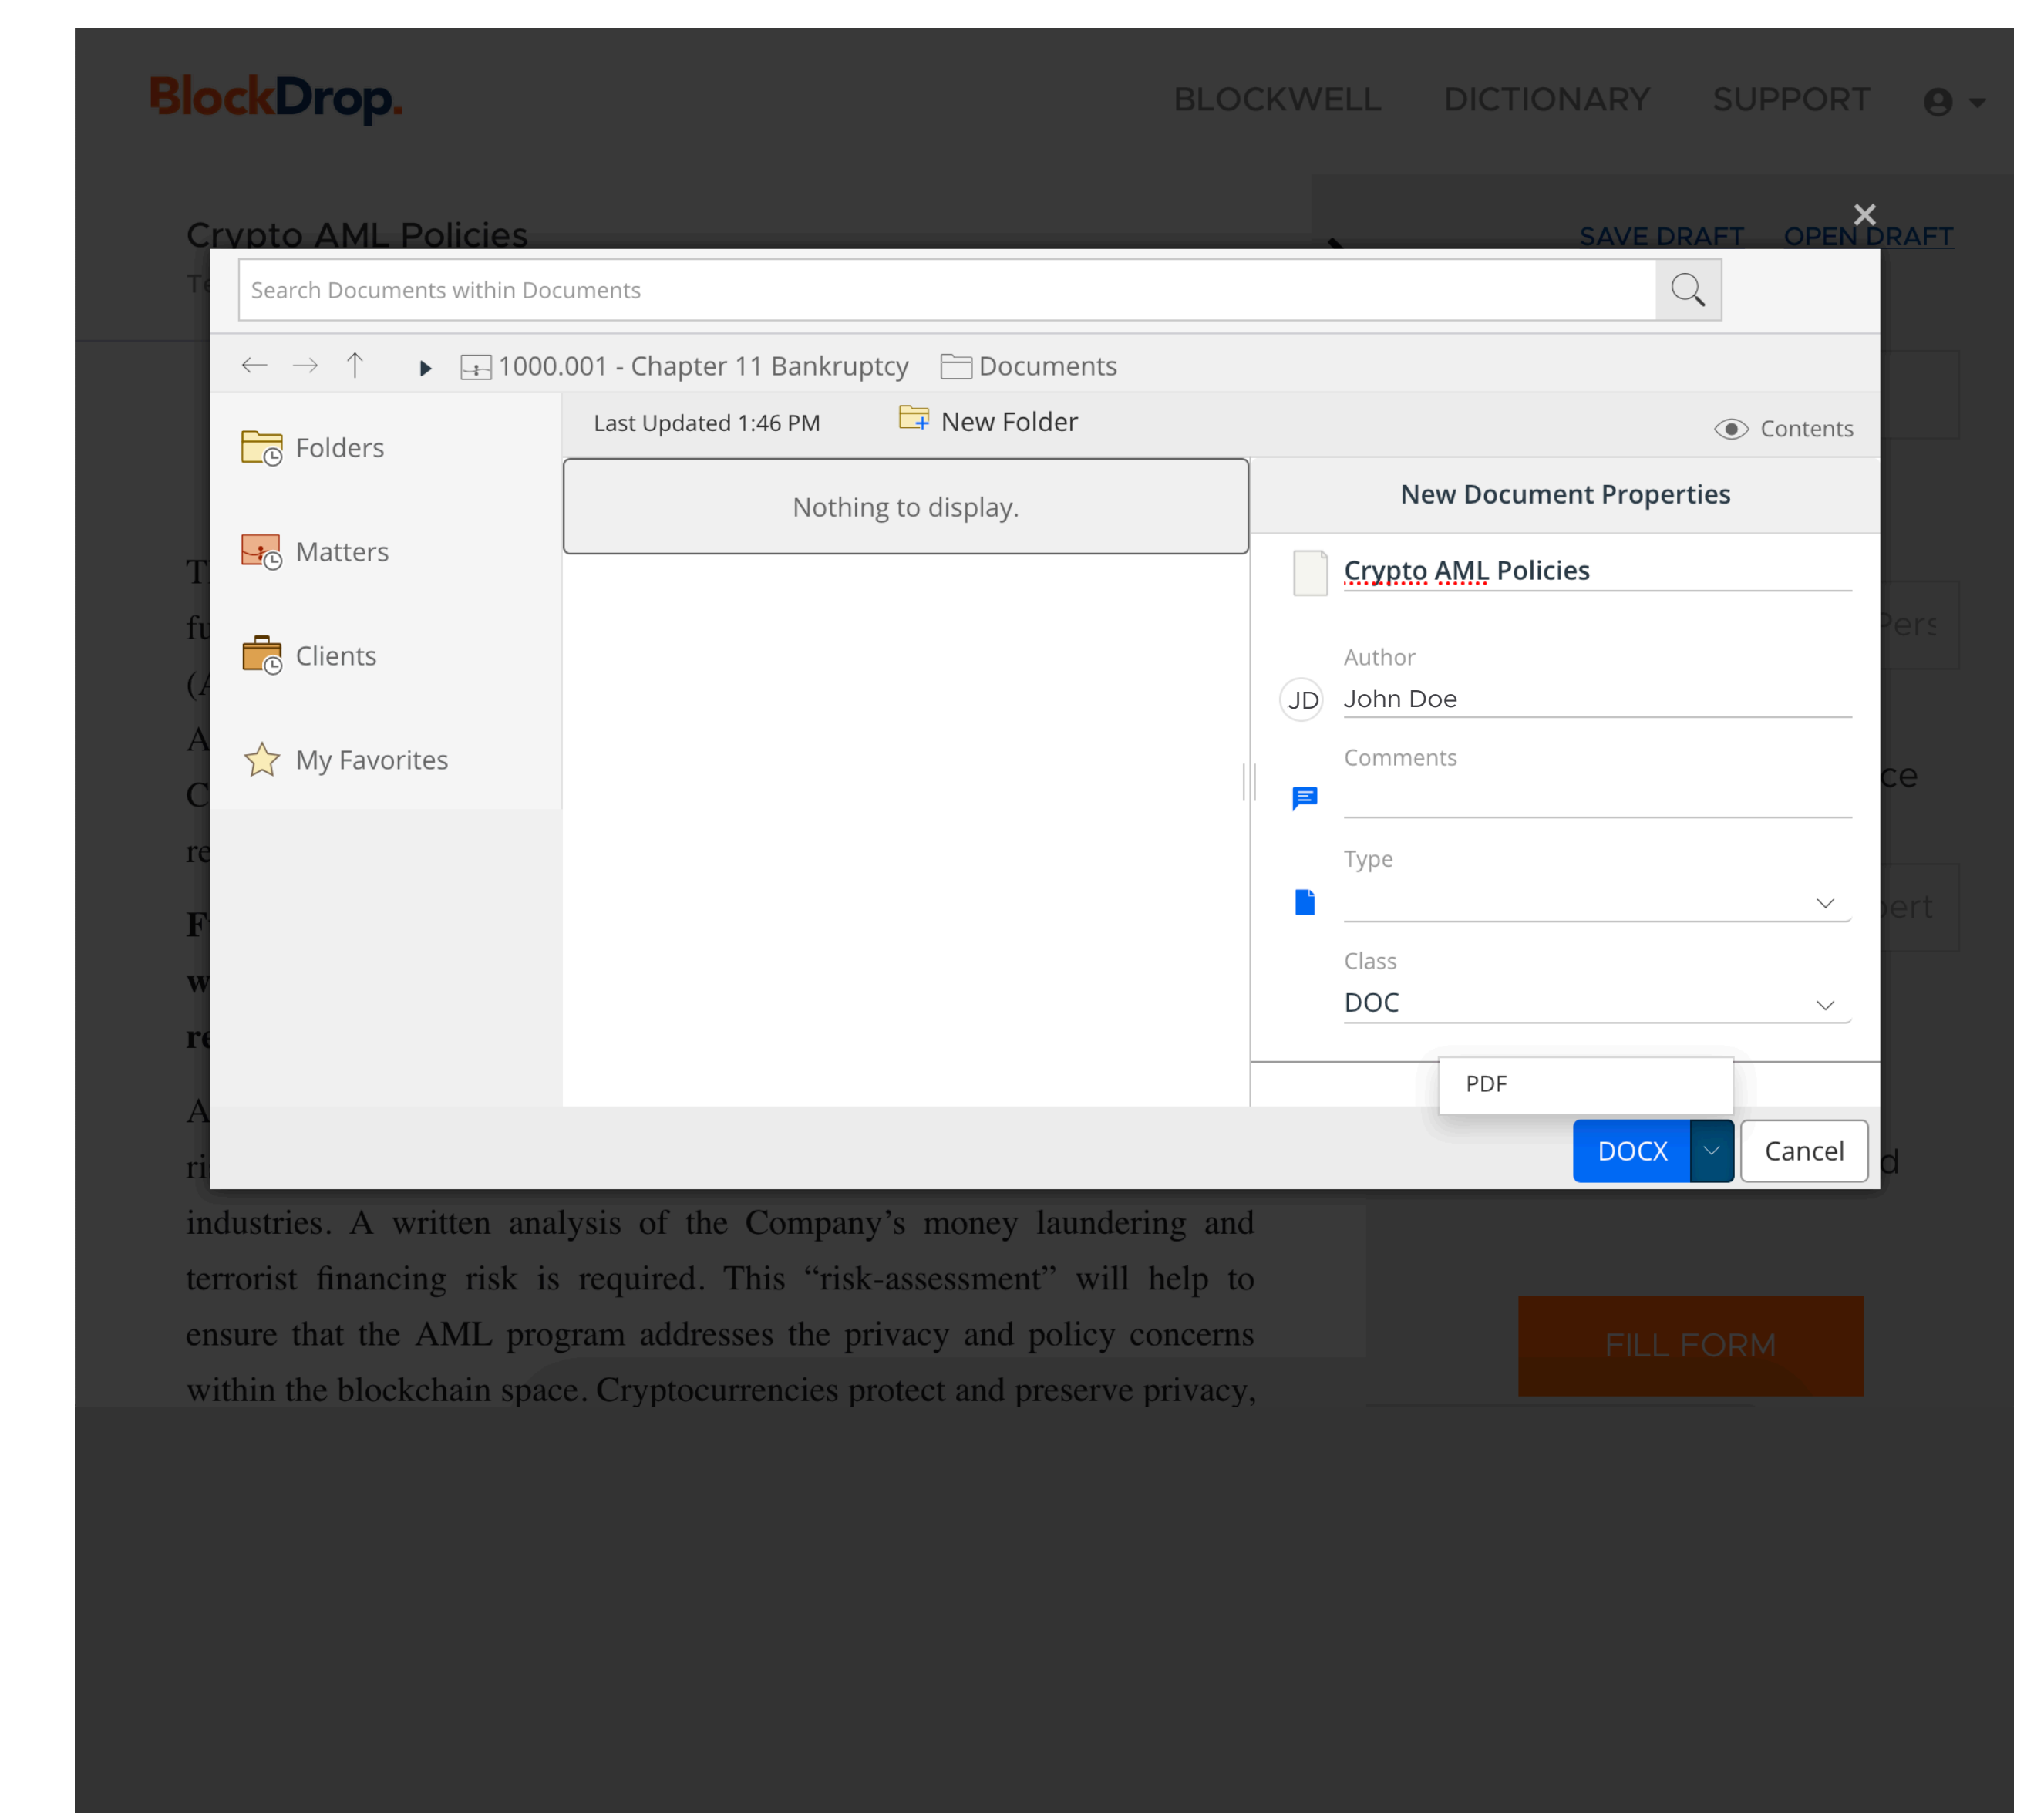 BlockDrop.
BLOCKWELL DICTIONARY SUPPORT
Crypto AML Policies
SAVE DRAFT OPEN DRAFT
Search Documents within Documents
1000.001 - Chapter 11 Bankruptcy Documents
Last Updated 1:46 PM New Folder
Contents
Folders
Matters
Clients
My Favorites
Nothing to display.
New Document Properties
Crypto AML Policies
Author
JD John Doe
Comments
Type
Class
DOC
PDF
DOCX Cancel
industries. A written analysis of the Company’s money laundering and
terrorist financing risk is required. This “risk-assessment” will help to
ensure that the AML program addresses the privacy and policy concerns
within the blockchain space. Cryptocurrencies protect and preserve privacy,
FILL FORM